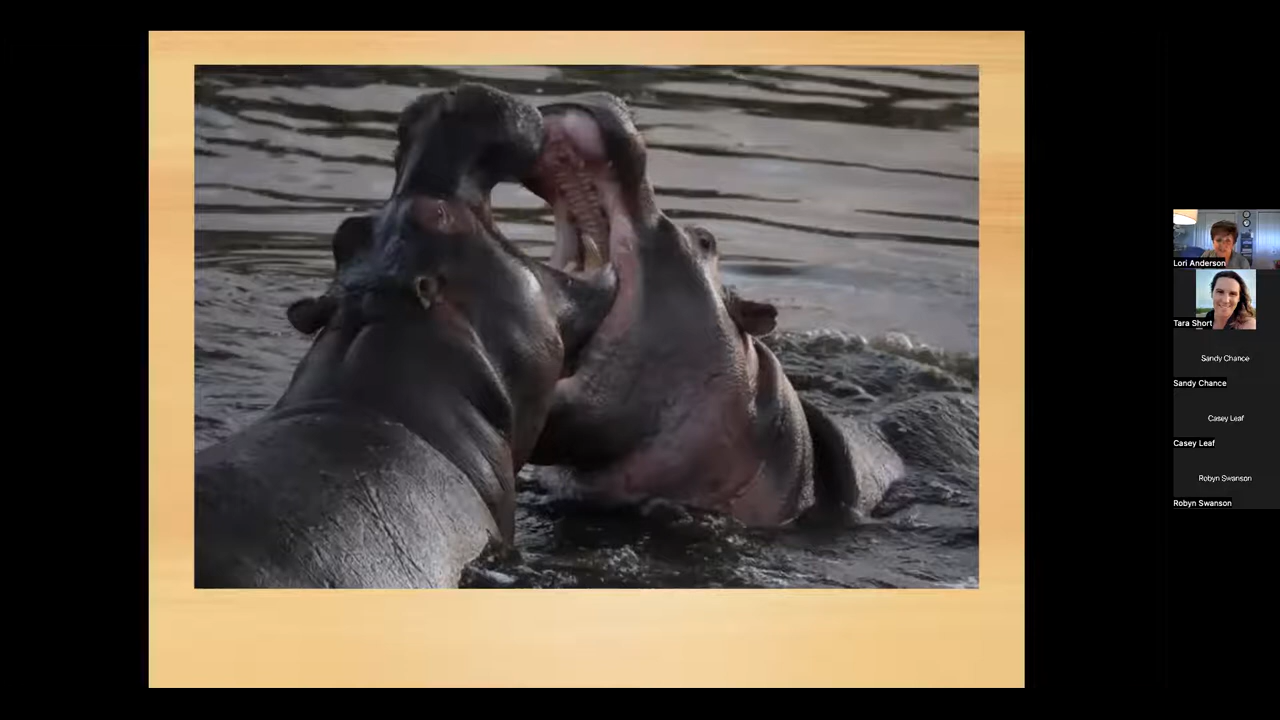 Lori Anderson
Tara Short
Sandy Chance
Sandy Chance
Casey Leaf
Casey Leaf
Robyn Swanson
Robyn Swanson